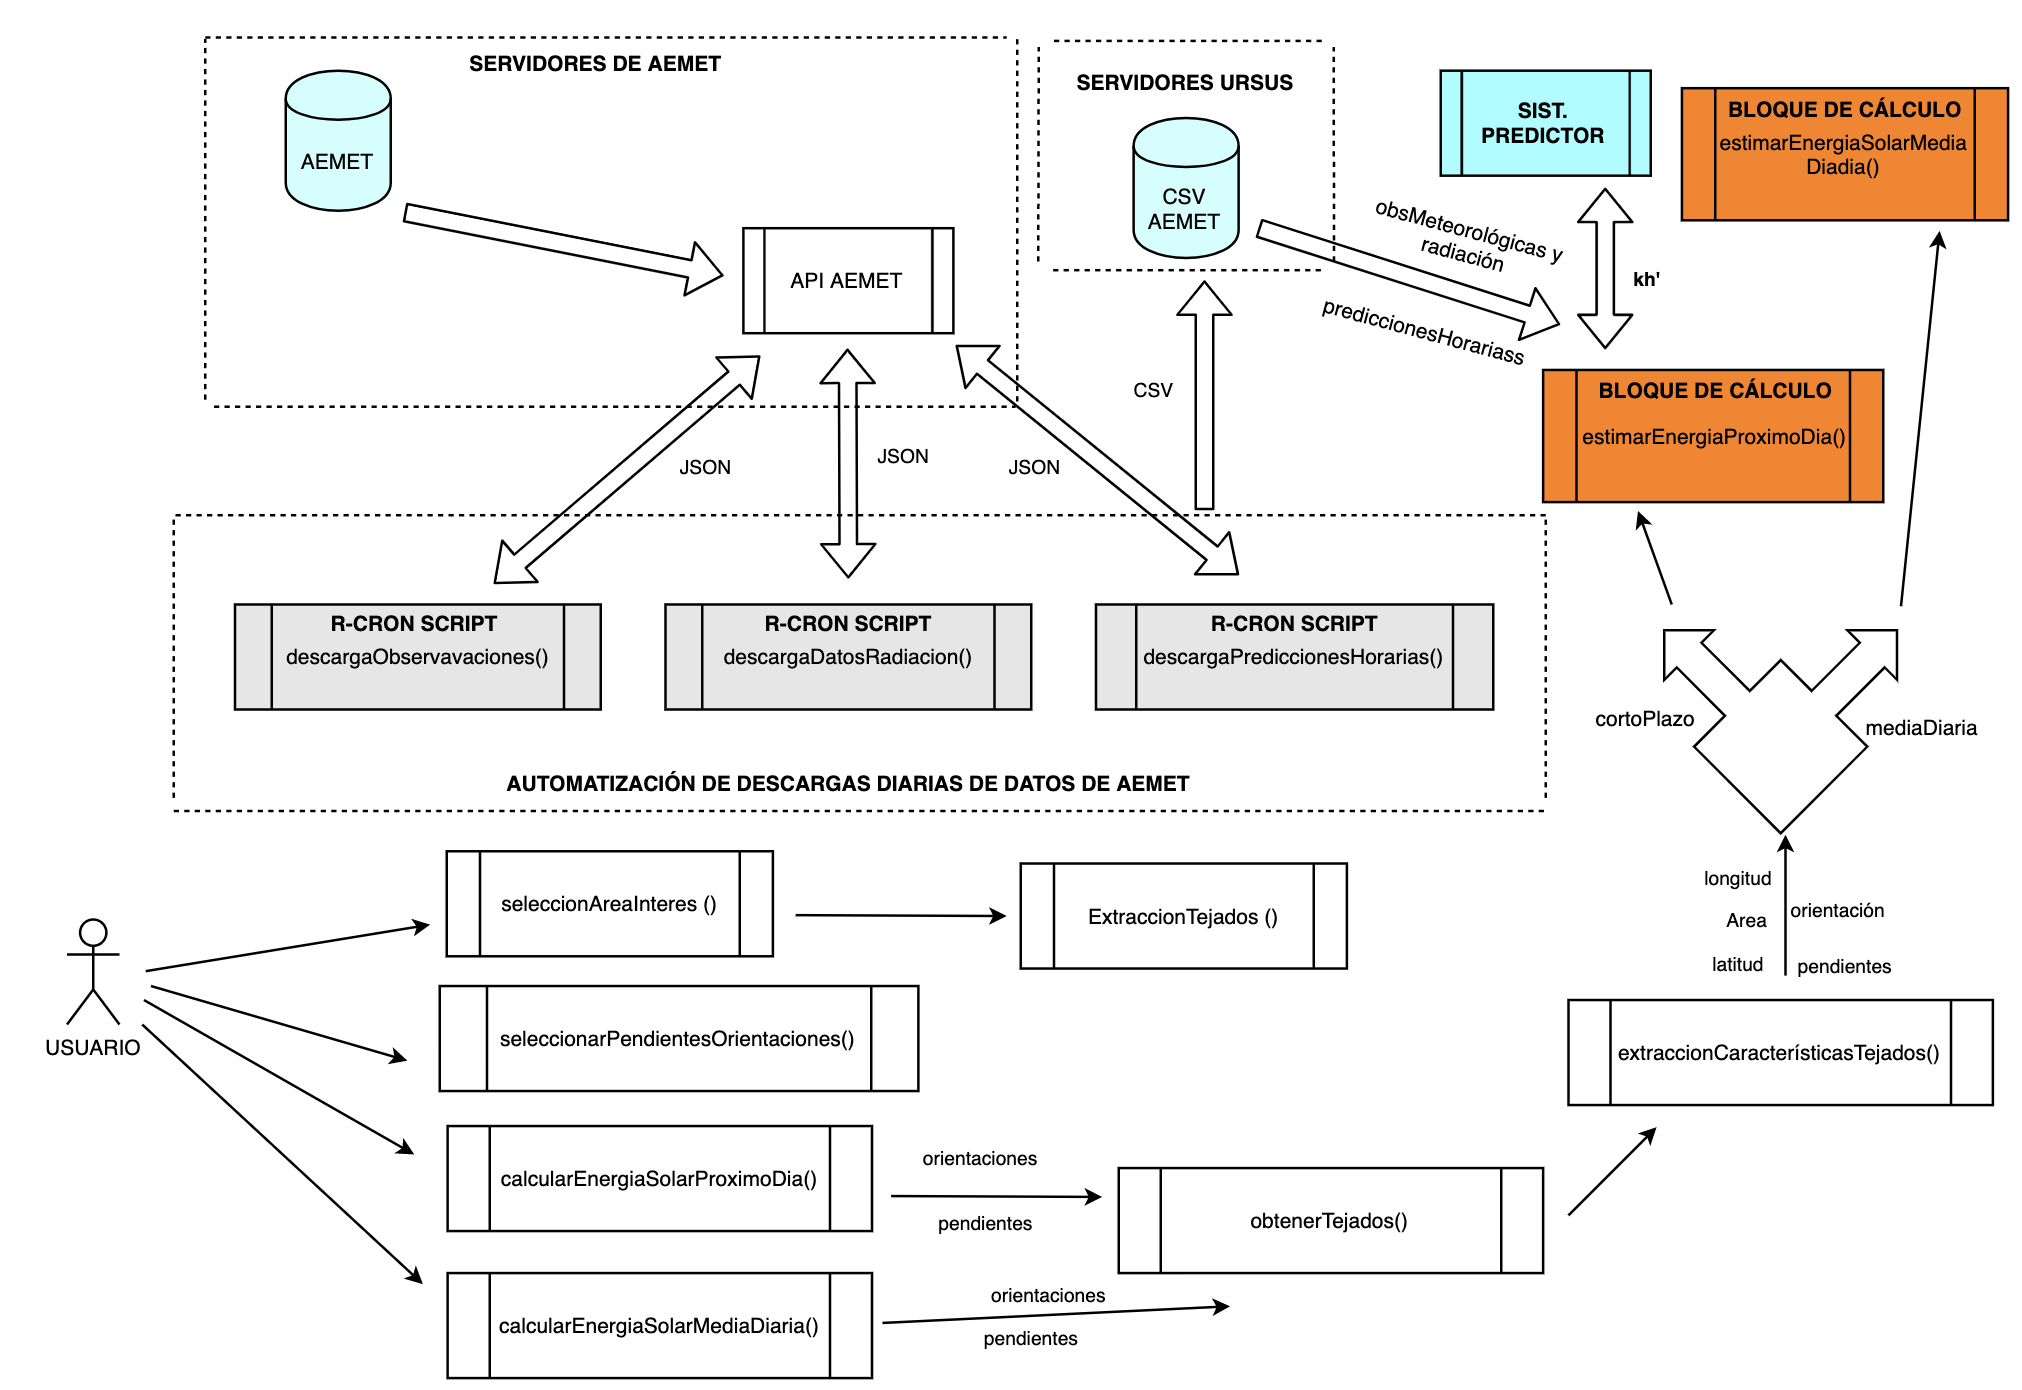 SERVIDORES DE AEMET
AEMET
API AEMET
SERVIDORES URSUS
CSV
AEMET
obsMeteorológicas y
radiación
prediccionesHorariass
SIST.
PREDICTOR
kh'
BLOQUE DE CÁLCULO
estimarEnergiaSolarMedia
Diadia()
BLOQUE DE CÁLCULO
estimarEnergiaProximoDia()
JSON
JSON
JSON
CSV
R-CRON SCRIPT
descargaObservavaciones()
R-CRON SCRIPT
descargaDatosRadiacion()
R-CRON SCRIPT
descargaPrediccionesHorarias()
AUTOMATIZACIÓN DE DESCARGAS DIARIAS DE DATOS DE AEMET
cortoPlazo
mediaDiaria
longitud
Area
latitud
orientación
pendientes
USUARIO
seleccionAreaInteres ()
ExtraccionTejados ()
seleccionarPendientesOrientaciones()
extraccionCaracterísticasTejados()
calcularEnergiaSolarProximoDia()
orientaciones
pendientes
obtenerTejados()
calcularEnergiaSolarMediaDiaria()
orientaciones
pendientes